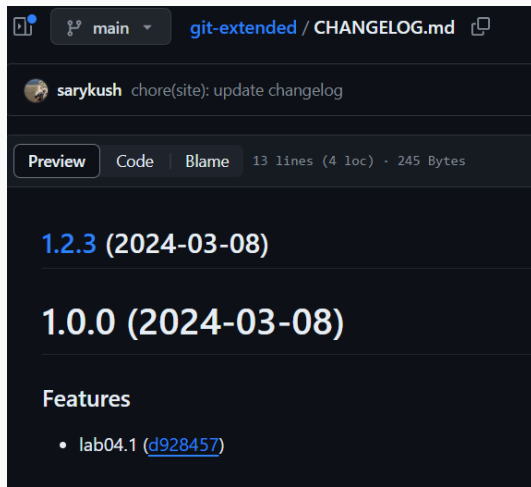 main
git-extended / CHANGELOG.md
sarykush chore(site): update changelog
Preview Code Blame 13 lines (4 loc) · 245 Bytes
1.2.3 (2024-03-08)
1.0.0 (2024-03-08)
Features
• lab04.1 (d928457)